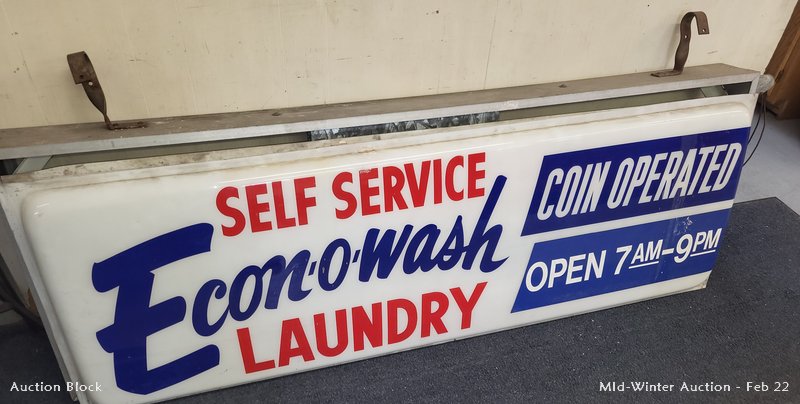 SELF SERVICE
Econ-o-wash
LAUNDRY
COIN OPERATED
OPEN 7AM-9PM
Auction Block
MId-Winter Auction - Feb 22